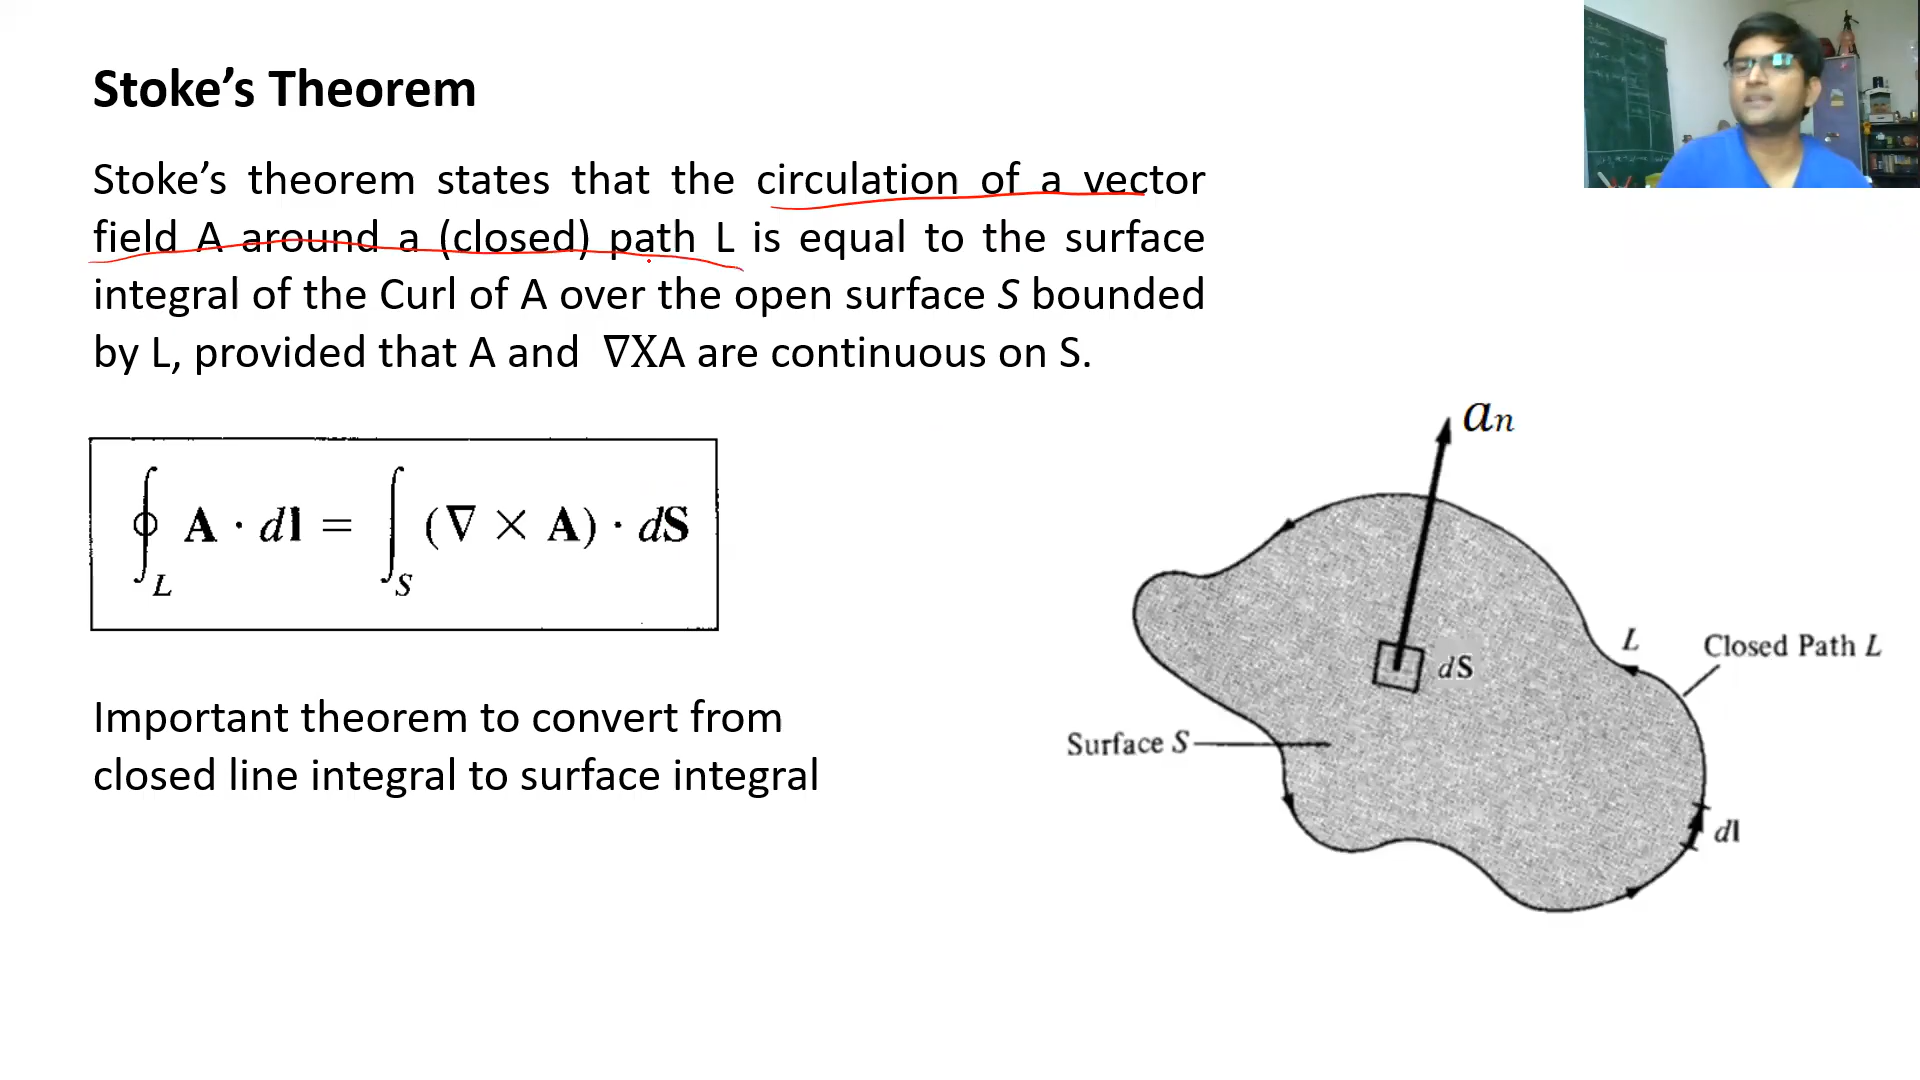 Stoke’s Theorem
Stoke’s theorem states that the circulation of a vector
field A around a (closed) path L is equal to the surface
integral of the Curl of A over the open surface S bounded
by L, provided that A and ∇XA are continuous on S.
∮_L A · dl = ∫_S (∇ × A) · dS
Important theorem to convert from
closed line integral to surface integral
an
L
Closed Path L
dS
Surface S
dl